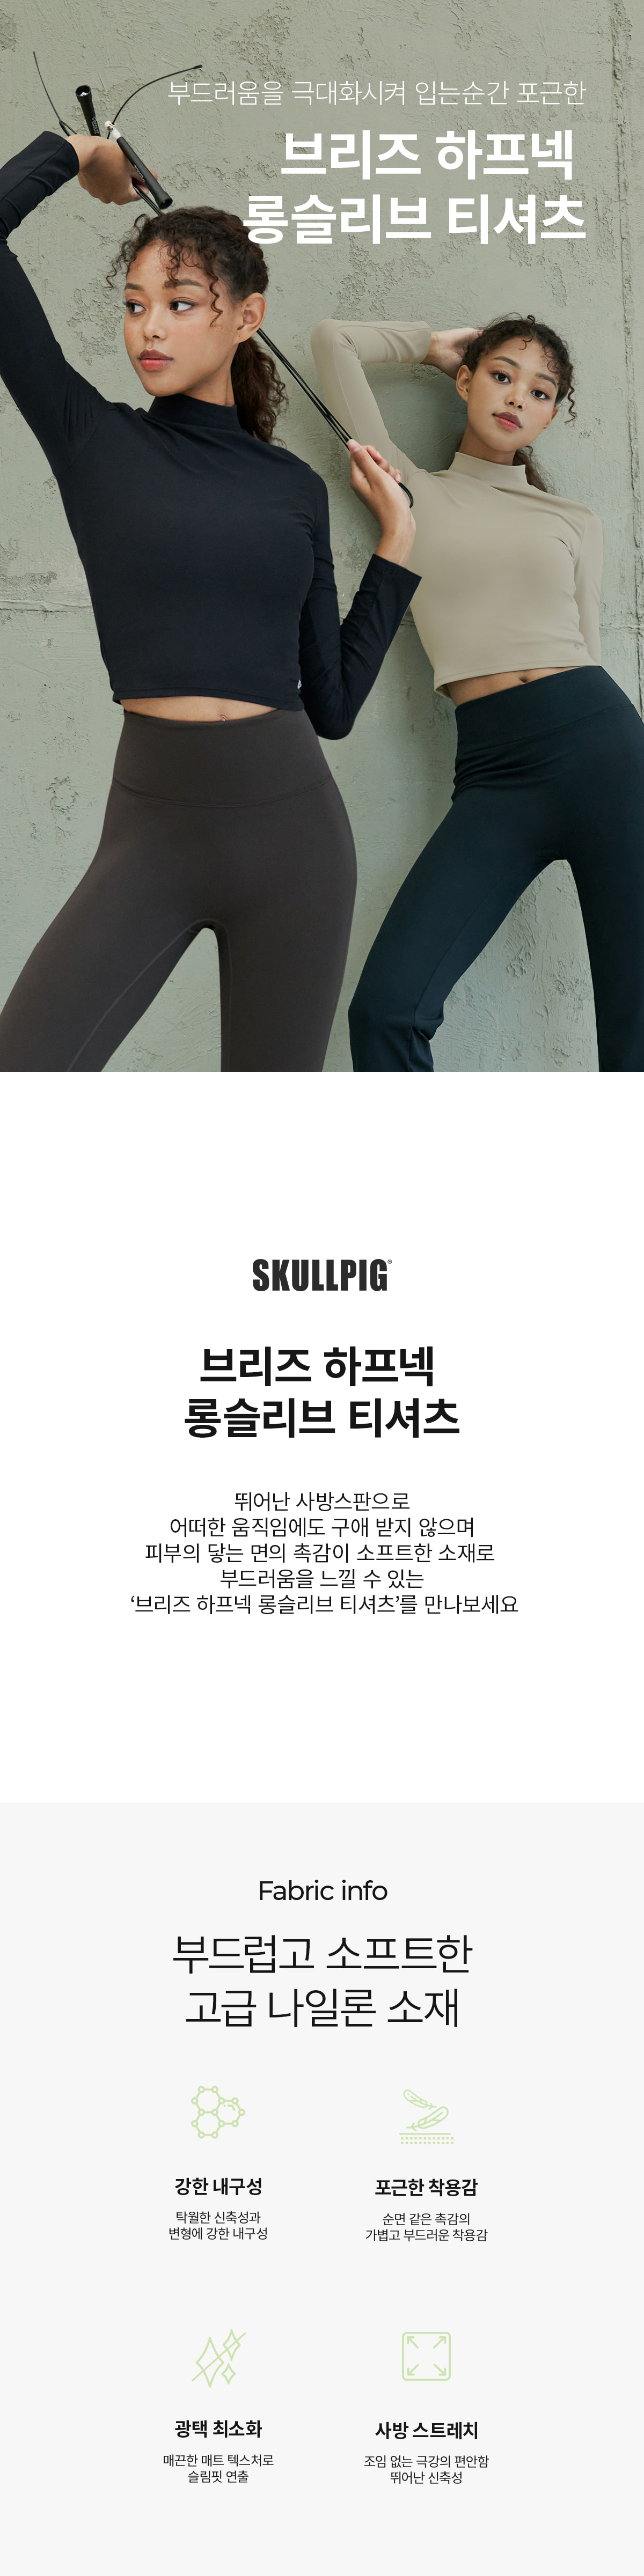 부드러움을 극대화시켜 입는순간 포근한
브리즈 하프넥
롱슬리브 티셔츠
SKULLPIG®
브리즈 하프넥
롱슬리브 티셔츠
뛰어난 사방스판으로
어떠한 움직임에도 구애 받지 않으며
피부의 닿는 면의 촉감이 소프트한 소재로
부드러움을 느낄 수 있는
‘브리즈 하프넥 롱슬리브 티셔츠’를 만나보세요
Fabric info
부드럽고 소프트한
고급 나일론 소재
강한 내구성
탁월한 신축성과
변형에 강한 내구성
포근한 착용감
순면 같은 촉감의
가볍고 부드러운 착용감
광택 최소화
매끈한 매트 텍스처로
슬림핏 연출
사방 스트레치
조임 없는 극강의 편안함
뛰어난 신축성